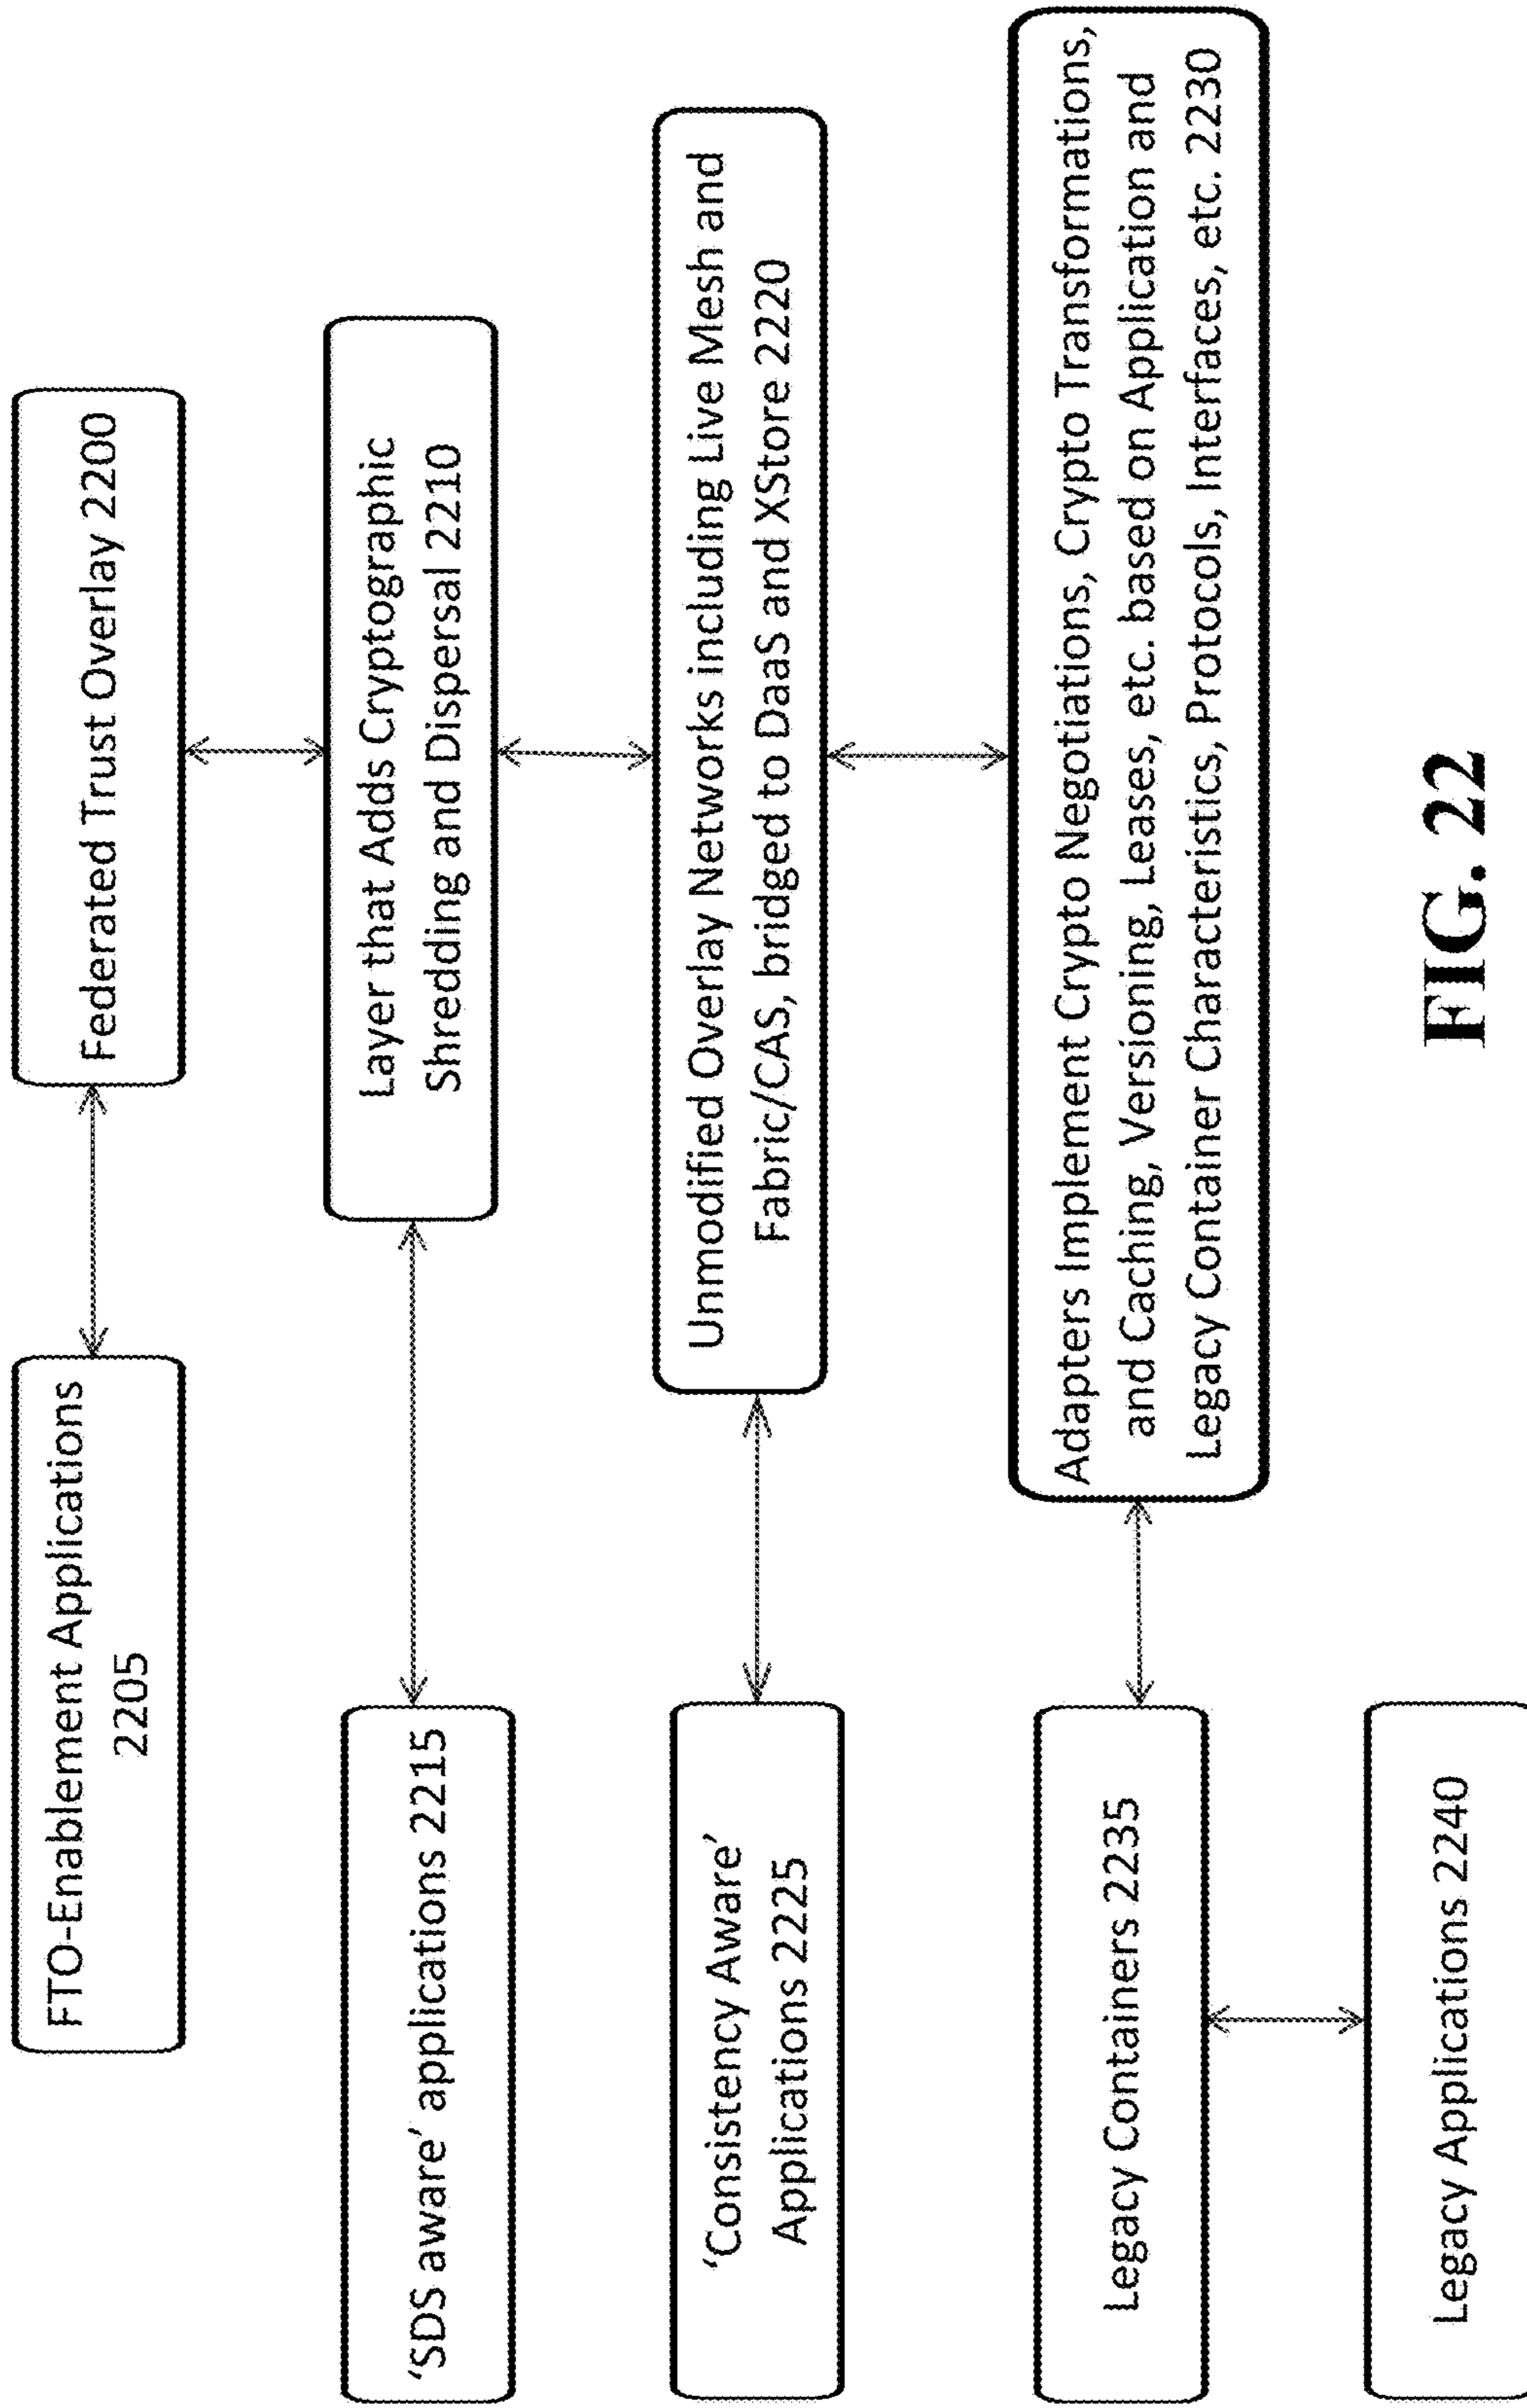 FTO-Enablement Applications
2205
Federated Trust Overlay 2200
‘SDS aware’ applications 2215
Layer that Adds Cryptographic
Shredding and Dispersal 2210
‘Consistency Aware’
Applications 2225
Unmodified Overlay Networks including Live Mesh and
Fabric/CAS, bridged to DaaS and XStore 2220
Legacy Containers 2235
Adapters Implement Crypto Negotiations, Crypto Transformations,
and Caching, Versioning, Leases, etc. based on Application and
Legacy Container Characteristics, Protocols, Interfaces, etc. 2230
Legacy Applications 2240
FIG. 22